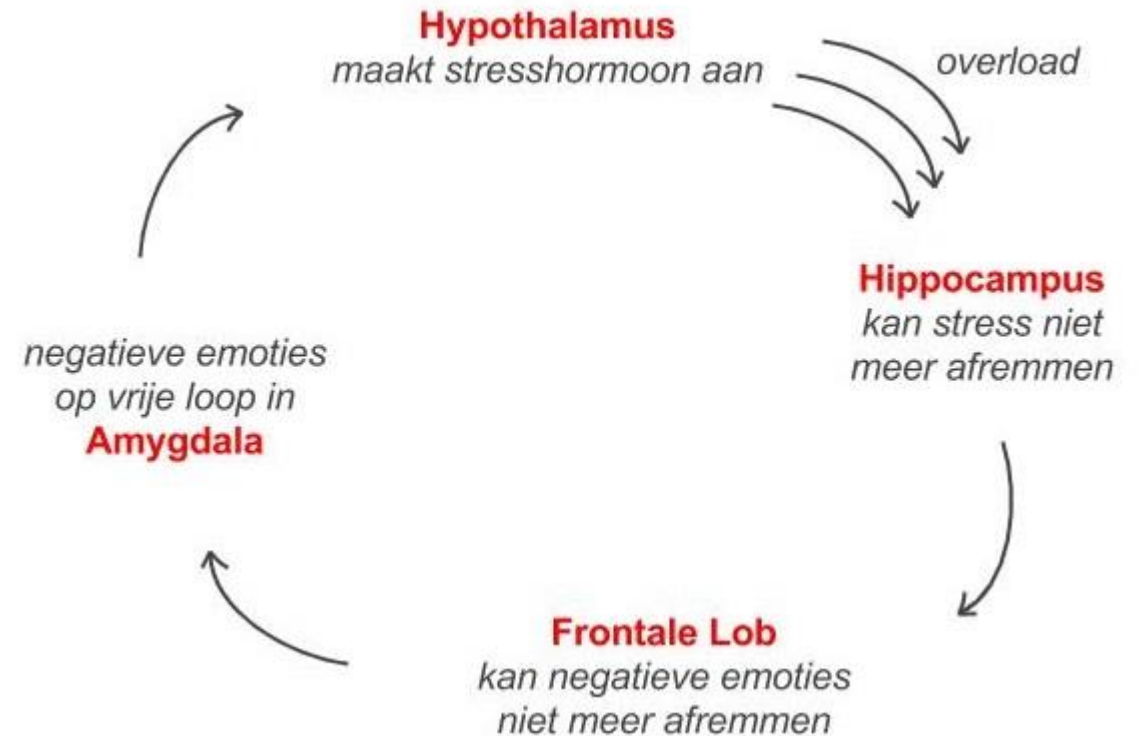 Hypothalamus
maakt stresshormoon aan
overload
Hippocampus
kan stress niet
meer afremmen
Frontale Lob
kan negatieve emoties
niet meer afremmen
negatieve emoties
op vrije loop in
Amygdala